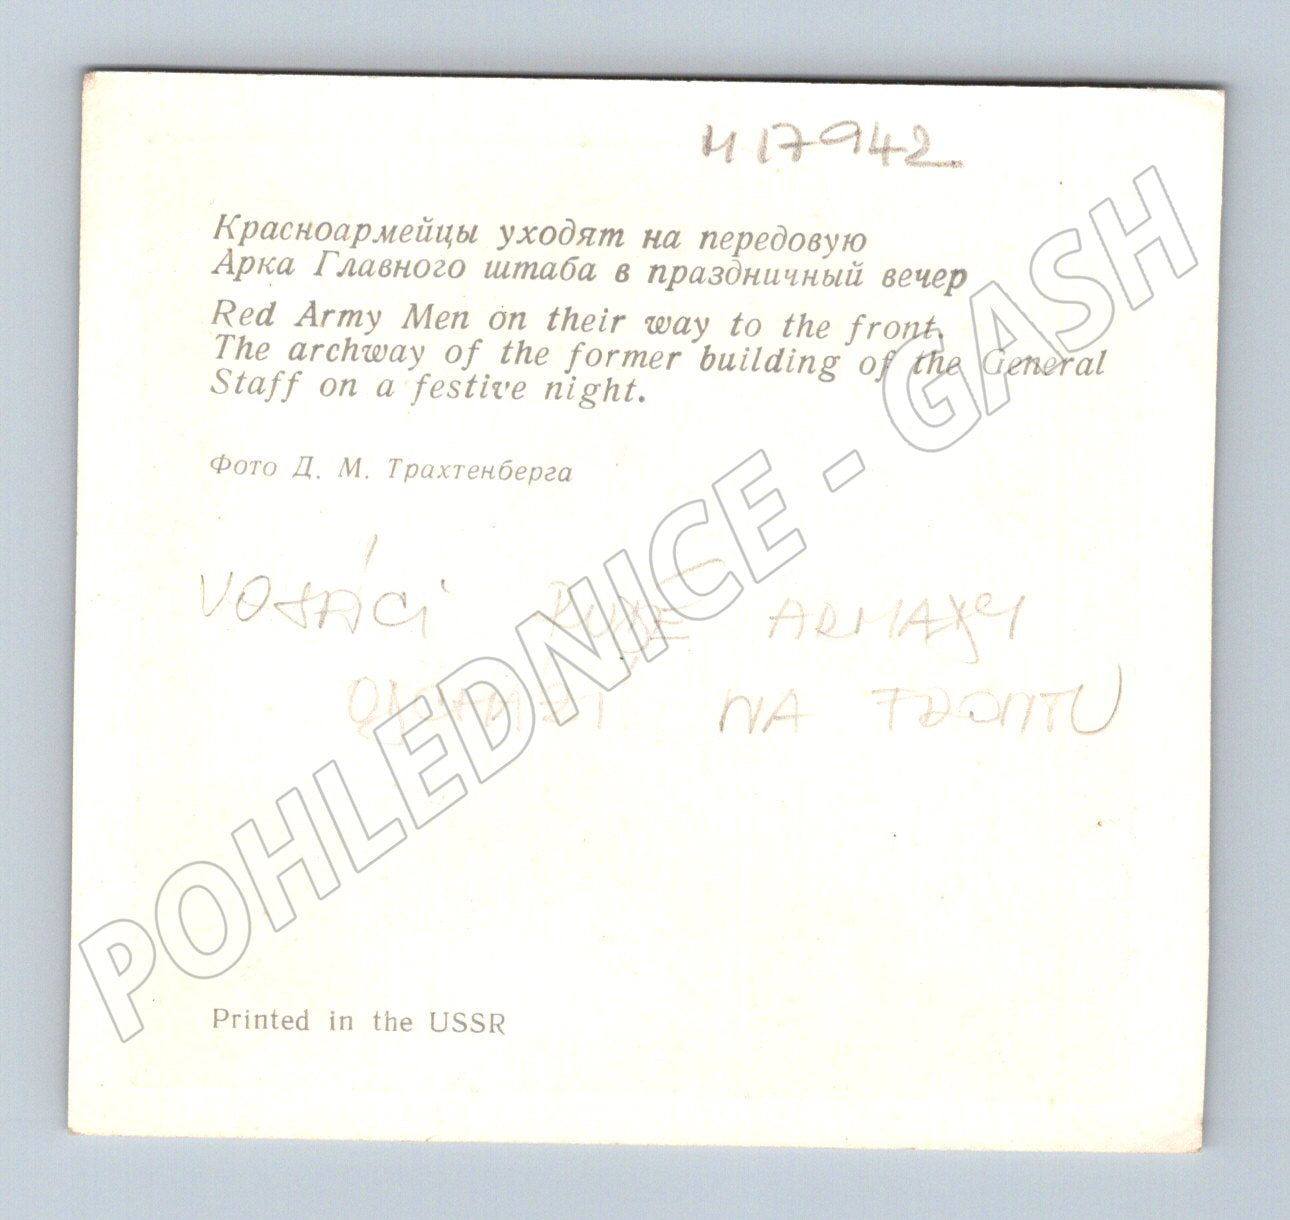 И 17942
Красноармейцы уходят на передовую
Арка Главного штаба в праздничный вечер
Red Army Men on their way to the front.
The archway of the former building of the General
Staff on a festive night.
Фото Д. М. Трахтенберга
VOJÁCI RUDÉ ARMÁDY
NA FRONTU
POHLEDNICE - GASH
Printed in the USSR